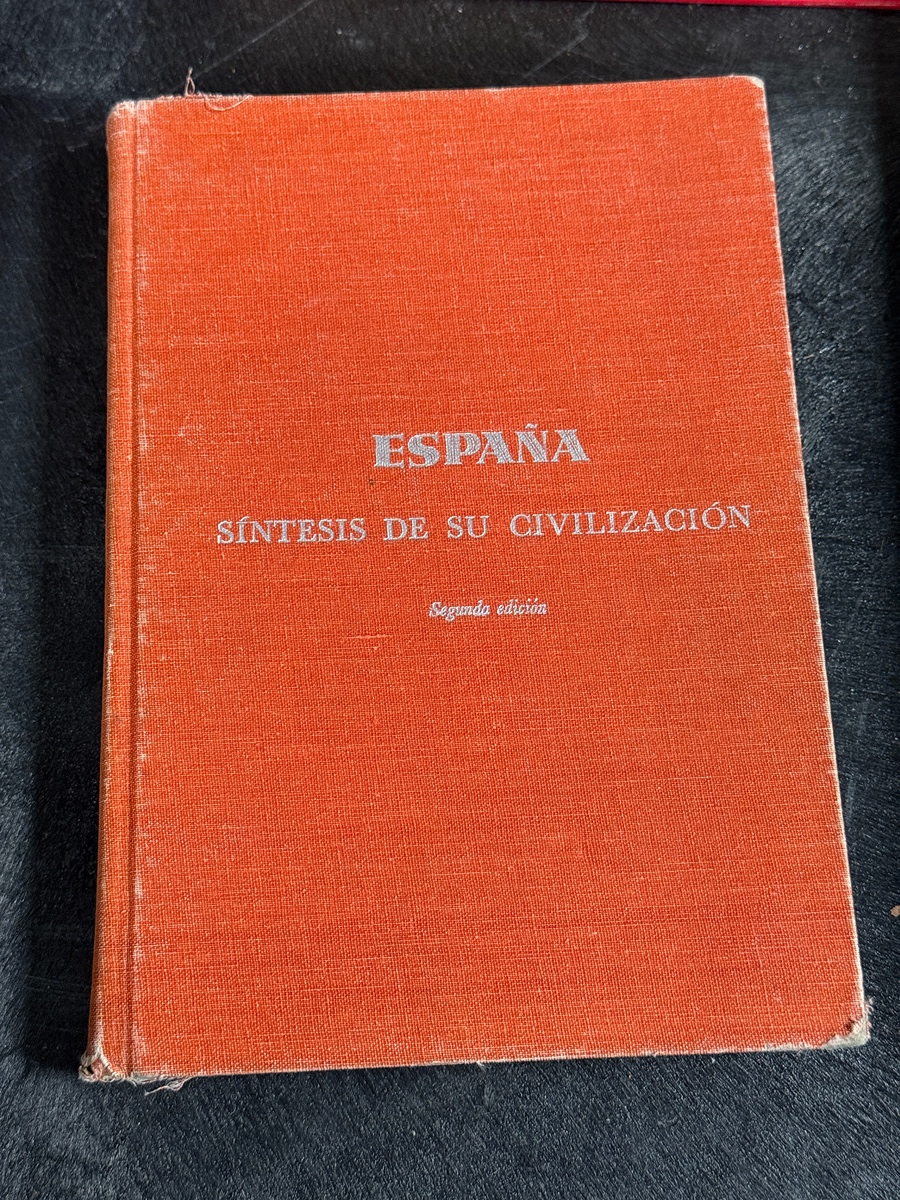 ESPAÑA
SÍNTESIS DE SU CIVILIZACIÓN
Segunda edición